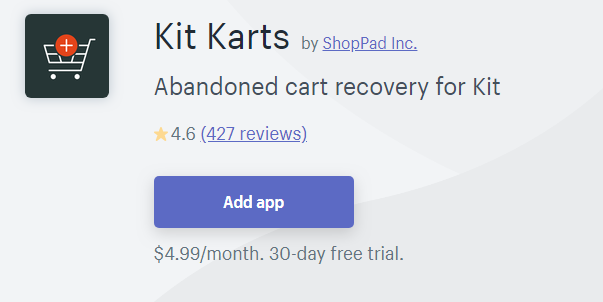 Kit Karts by ShopPad Inc.
Abandoned cart recovery for Kit
4.6 (427 reviews)
Add app
$4.99/month. 30-day free trial.